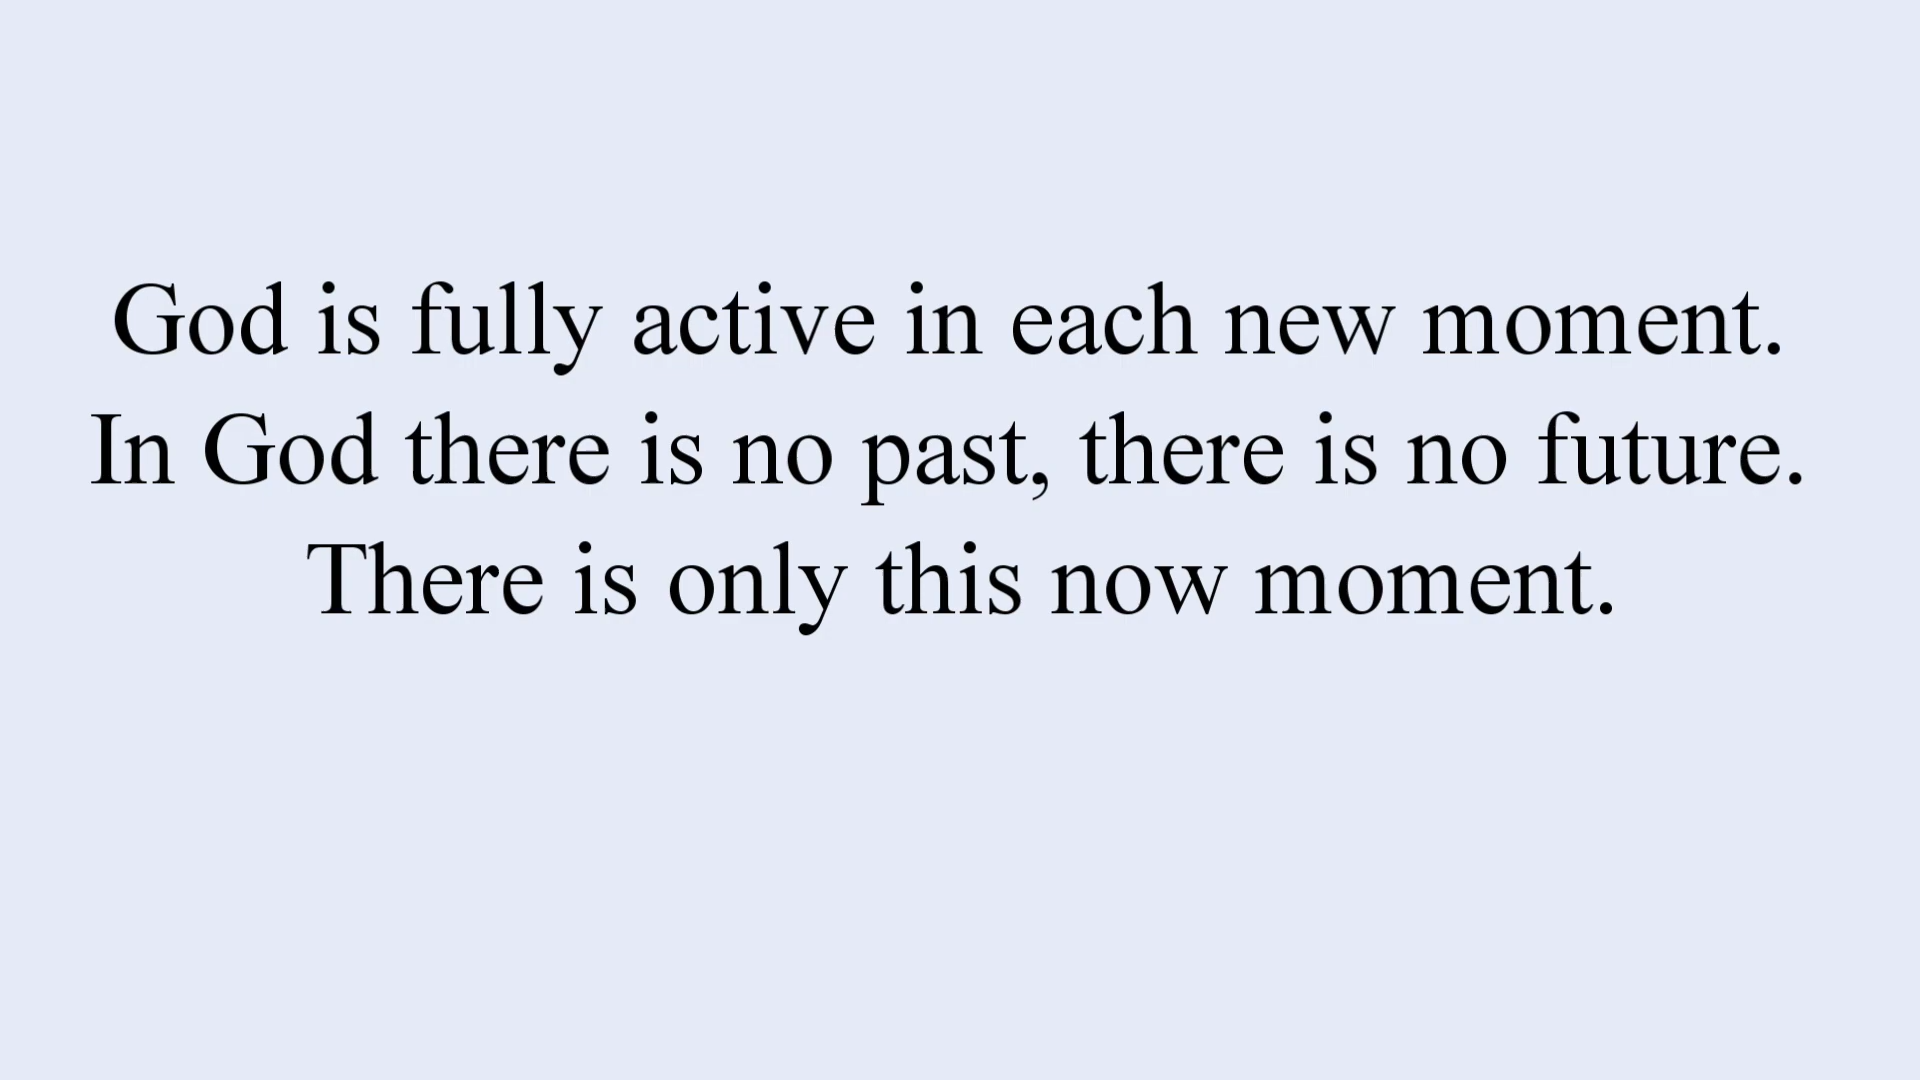 God is fully active in each new moment.
In God there is no past, there is no future.
There is only this now moment.